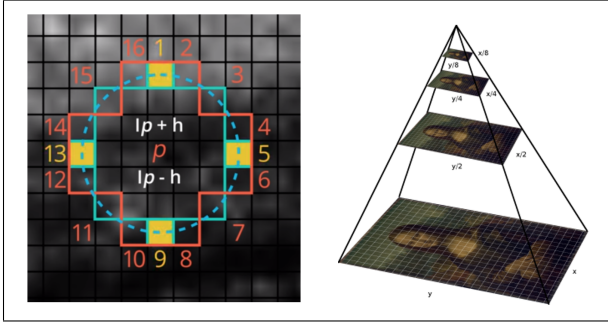 16 1 2
15 3
14 Ip + h 4
13 p 5
12 Ip - h 6
11 7
10 9 8
x/8
y/8
x/4
y/4
x/2
y/2
x
y